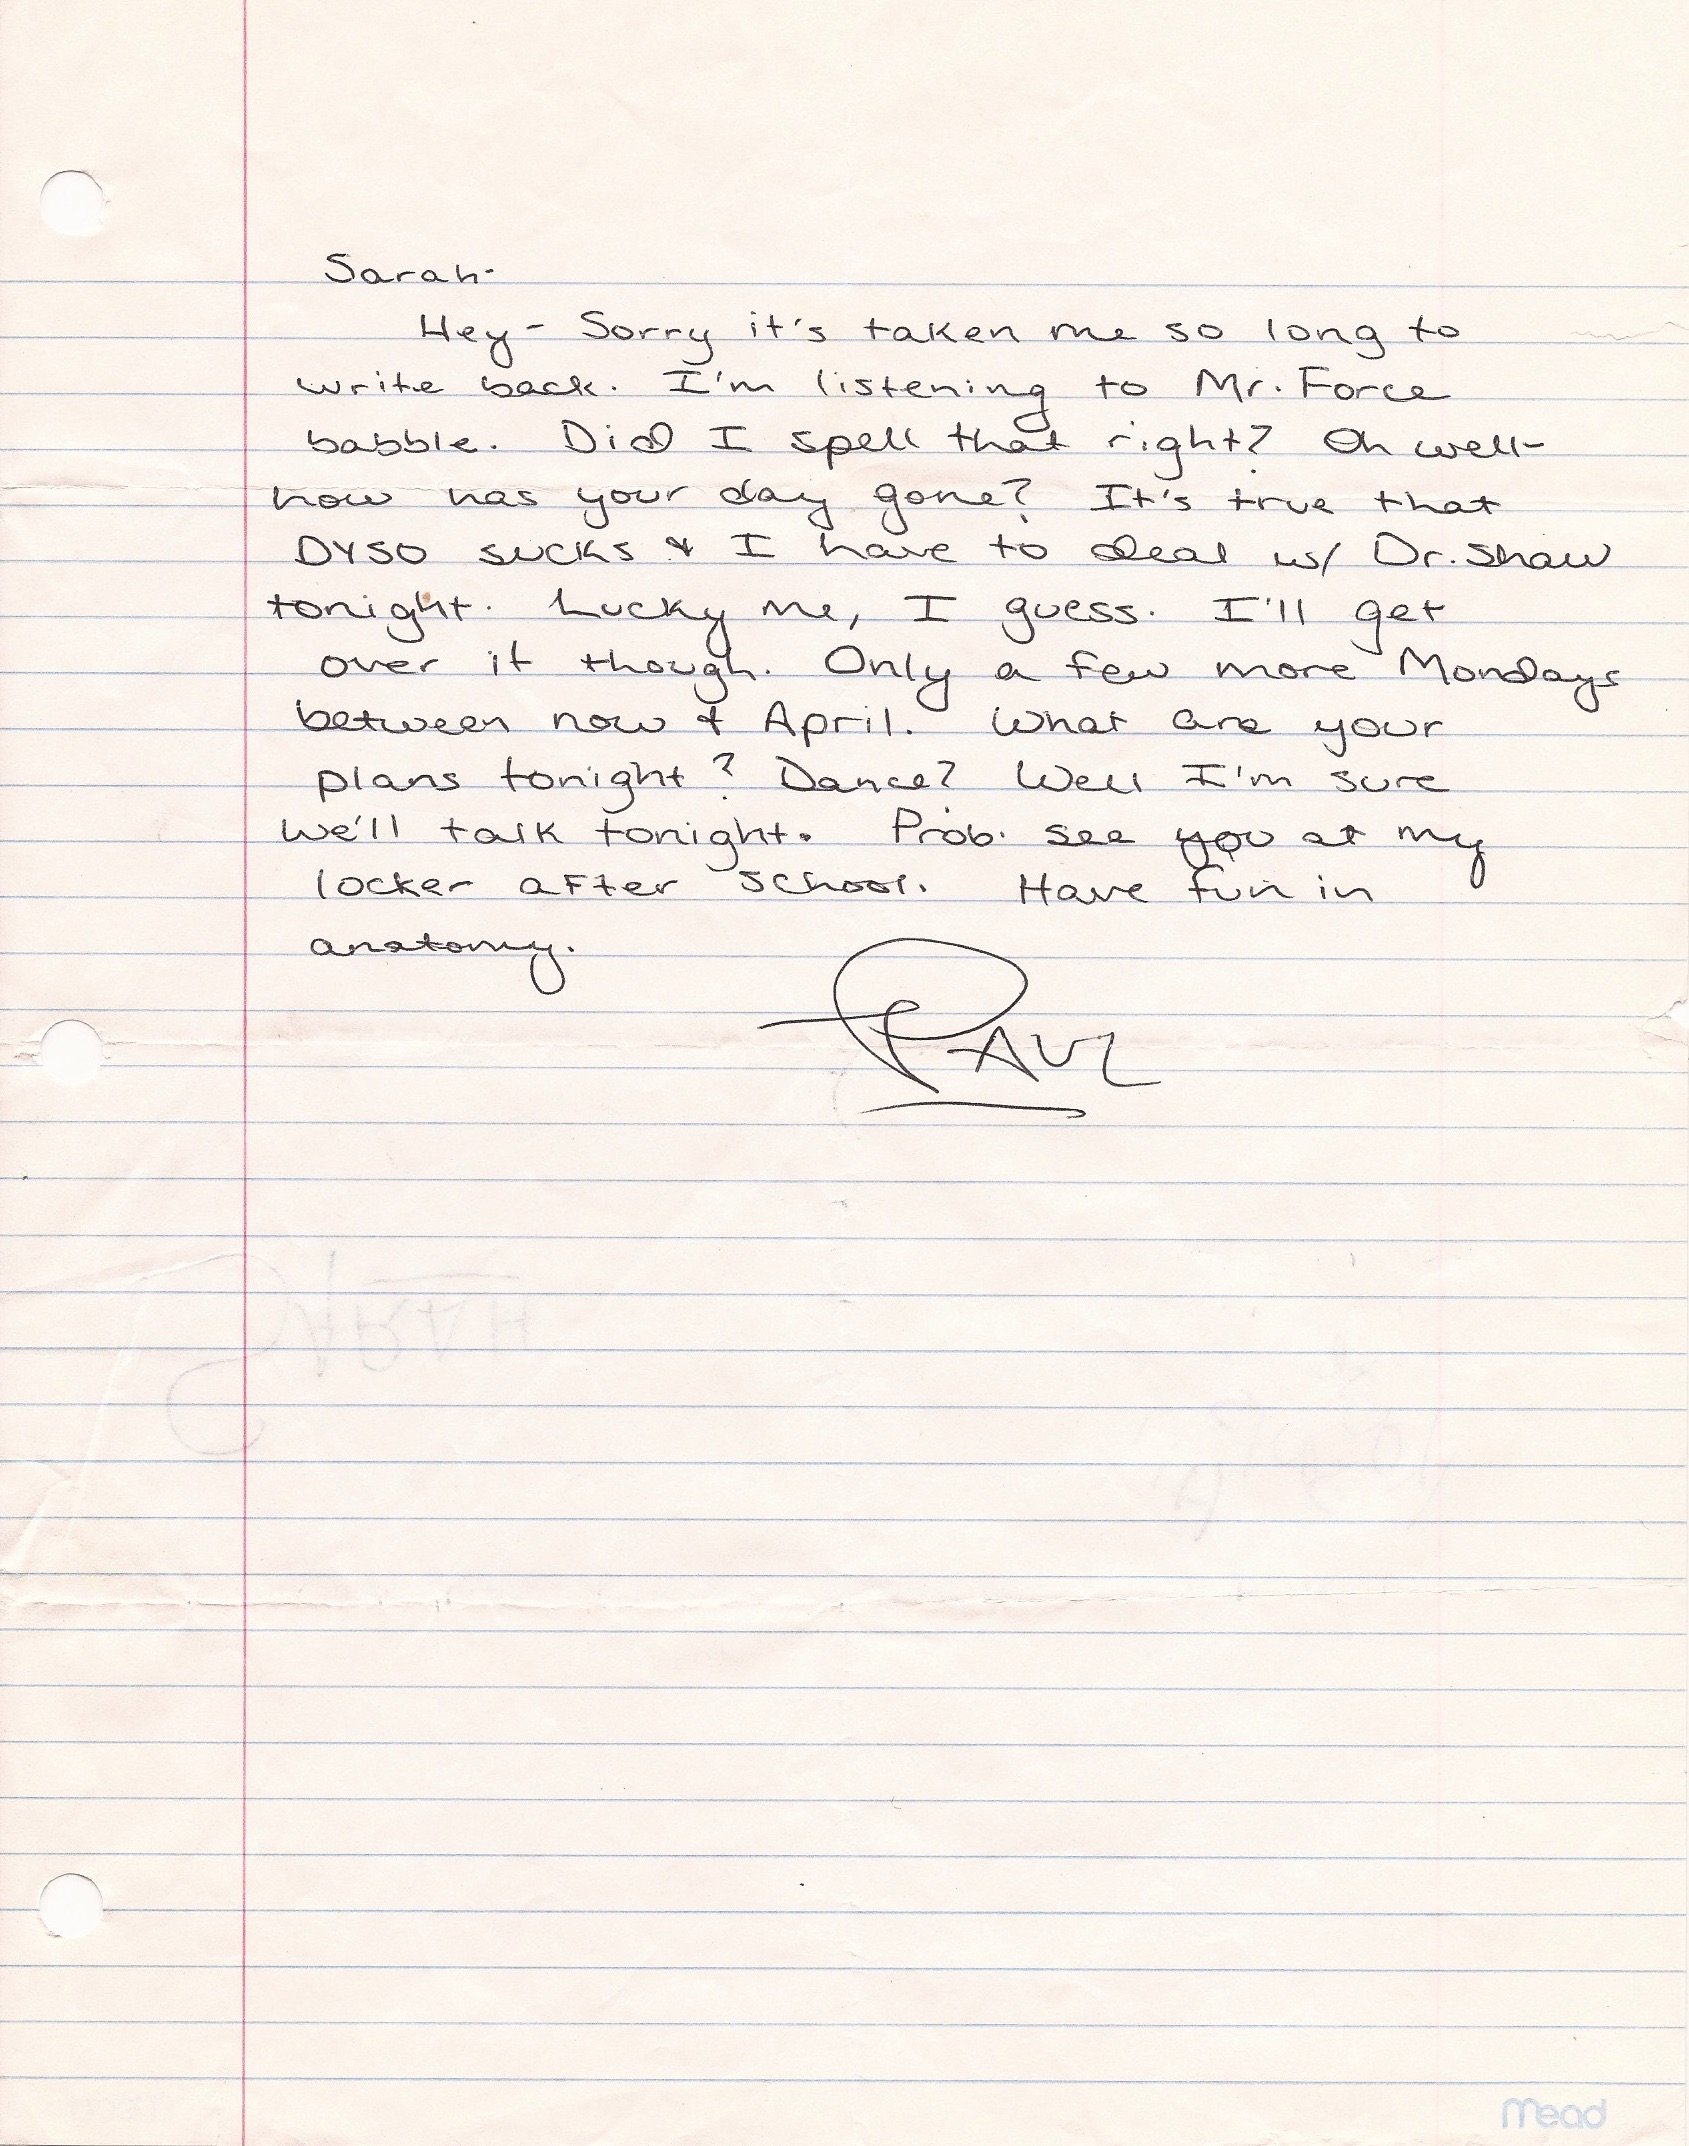 Sarah-
Hey - Sorry it's taken me so long to
write back. I'm listening to Mr. Force
babble. Did I spell that right? Oh well-
how has your day gone? It's true that
DYSO sucks & I have to deal w/ Dr. Shaw
tonight. Lucky me, I guess. I'll get
over it though. Only a few more Mondays
between now & April. What are your
plans tonight? Dance? Well I'm sure
we'll talk tonight. Prob. see you at my
locker after school. Have fun in
anatomy.
PAUL
SARAH
Mead